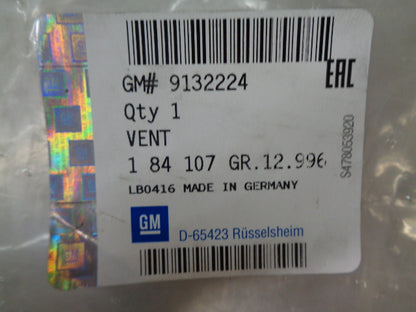 GM# 9132224
EAC
Qty 1
VENT
1 84 107 GR.12.996
LB0416 MADE IN GERMANY
S478053920
GM
D-65423 Rüsselsheim